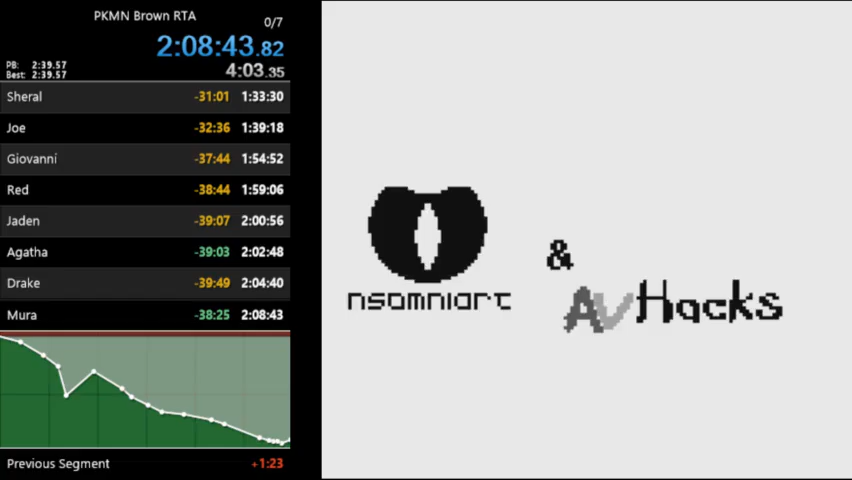 PKMN Brown RTA
0/7
2:08:43.82
PB: 2:39.57
Best: 2:39.57
4:03.35
Sheral -31:01 1:33:30
Joe -32:36 1:39:18
Giovanni -37:44 1:54:52
Red -38:44 1:59:06
Jaden -39:07 2:00:56
Agatha -39:03 2:02:48
Drake -39:49 2:04:40
Mura -38:25 2:08:43
Previous Segment +1:23
nsomniart
&
AV Hacks